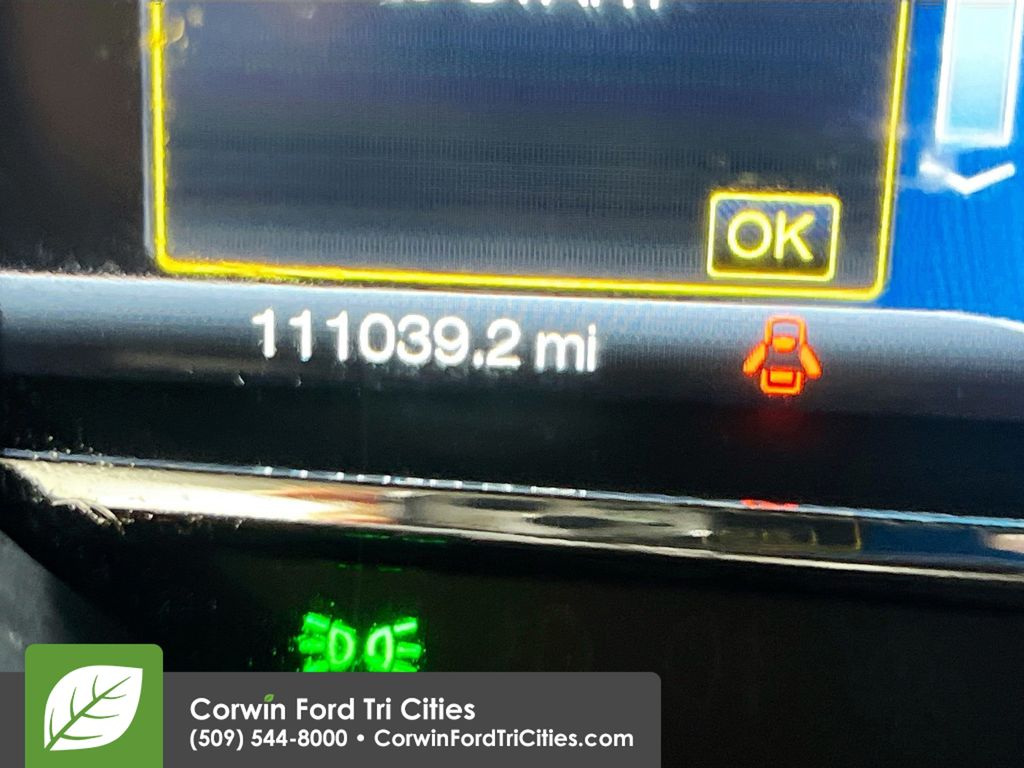 OK
111039.2 mi
Corwin Ford Tri Cities
(509) 544-8000 • CorwinFordTriCities.com